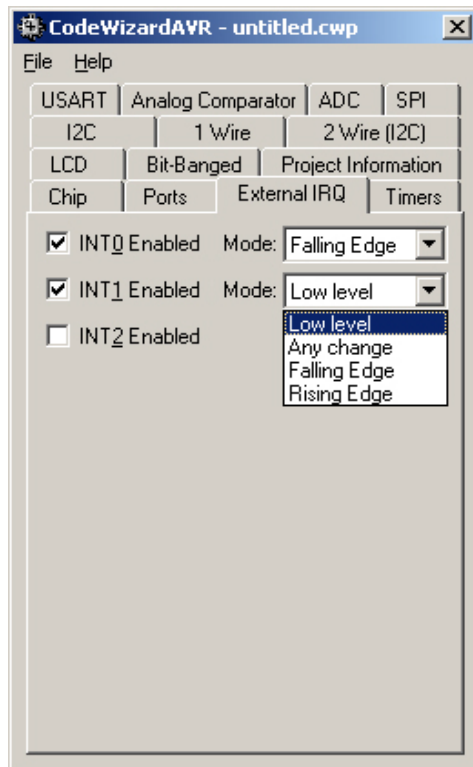 CodeWizardAVR - untitled.cwp
File Help
USART Analog Comparator ADC SPI
I2C 1 Wire 2 Wire (I2C)
LCD Bit-Banged Project Information
Chip Ports External IRQ Timers
INT0 Enabled Mode: Falling Edge
INT1 Enabled Mode: Low level
Low level
INT2 Enabled Any change
Falling Edge
Rising Edge